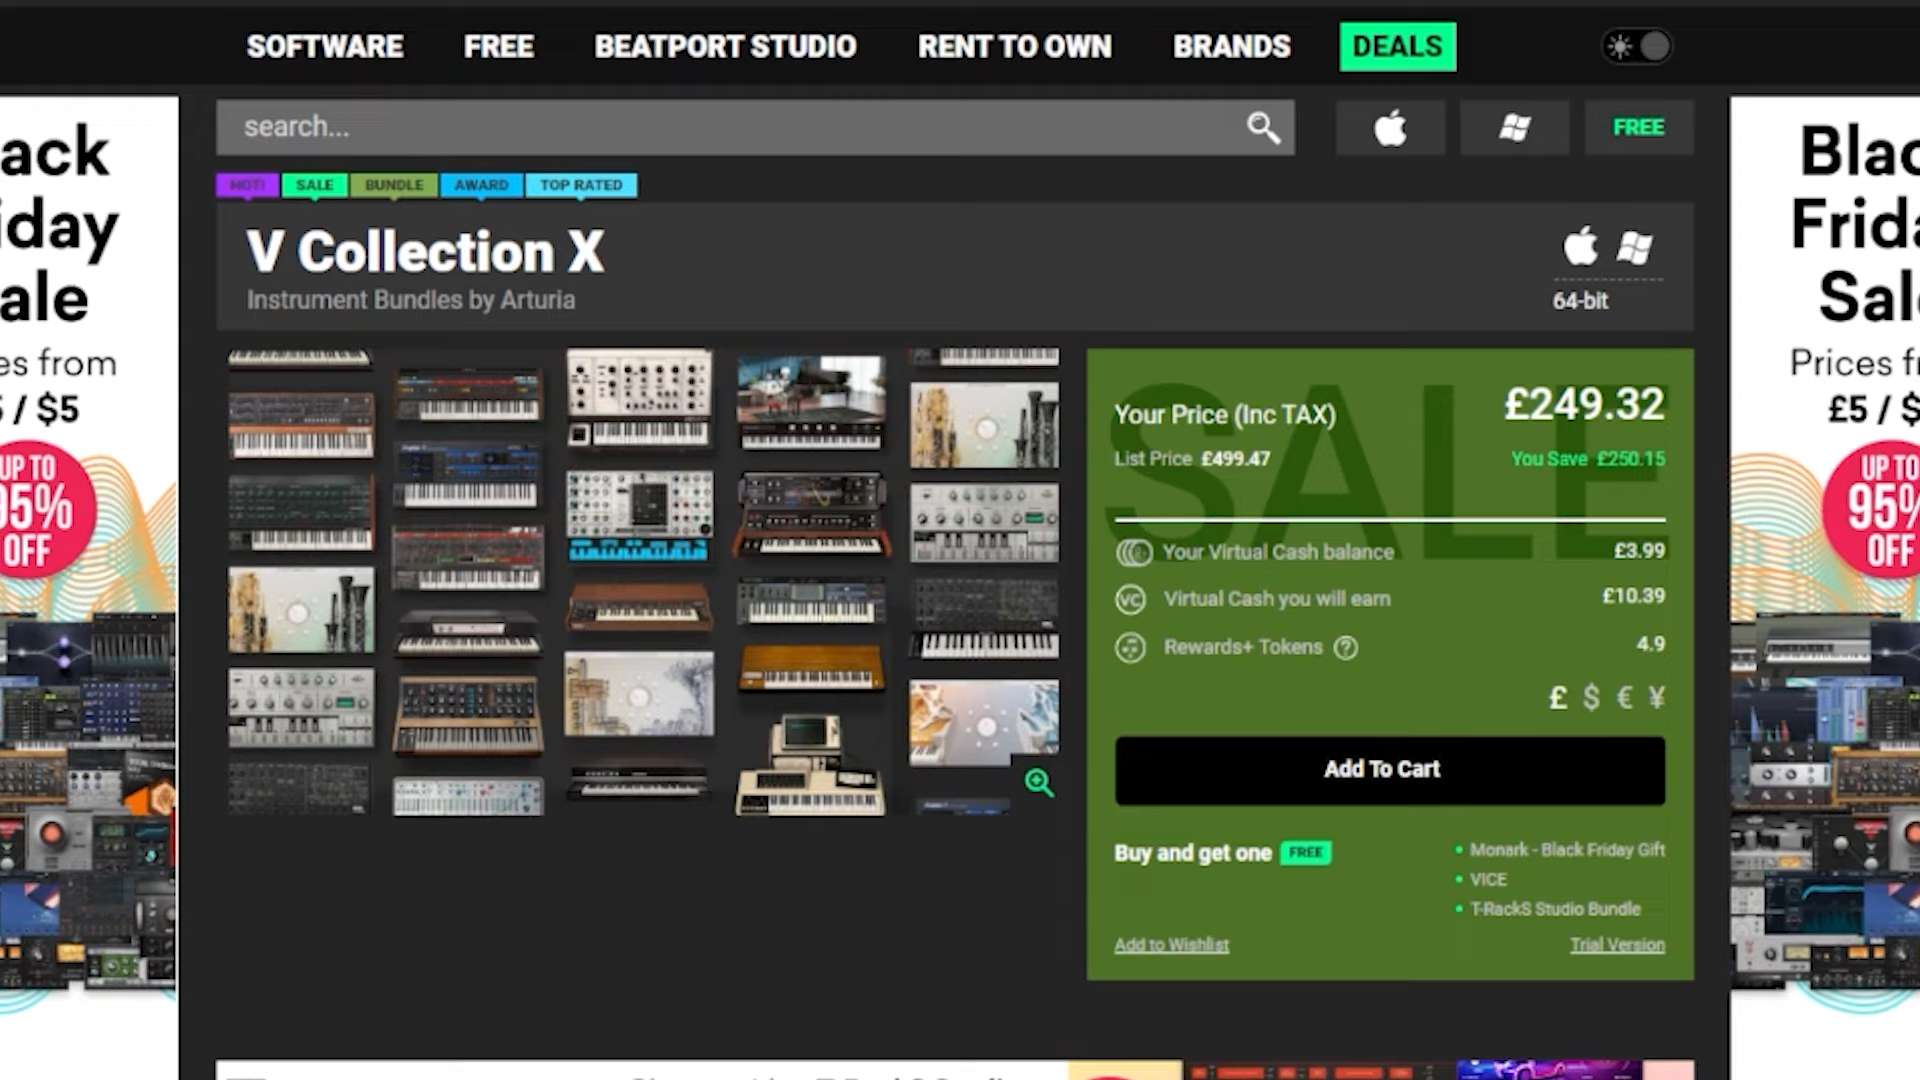 SOFTWARE FREE BEATPORT STUDIO RENT TO OWN BRANDS DEALS
search...
FREE
HOT! SALE BUNDLE AWARD TOP RATED
V Collection X
Instrument Bundles by Arturia
64-bit
ack
iday
ale
es from
5 / $5
UP TO
95%
OFF
SALE
Your Price (Inc TAX) £249.32
List Price £499.47 You Save £250.15
Your Virtual Cash balance £3.99
VC Virtual Cash you will earn £10.39
Rewards+ Tokens ? 4.9
£ $ € ¥
Add To Cart
Buy and get one FREE
• Monark - Black Friday Gift
• VICE
• T-RackS Studio Bundle
Add to Wishlist Trial Version
Blac
Frida
Sale
Prices fr
£5 / $
UP TO
95%
OFF